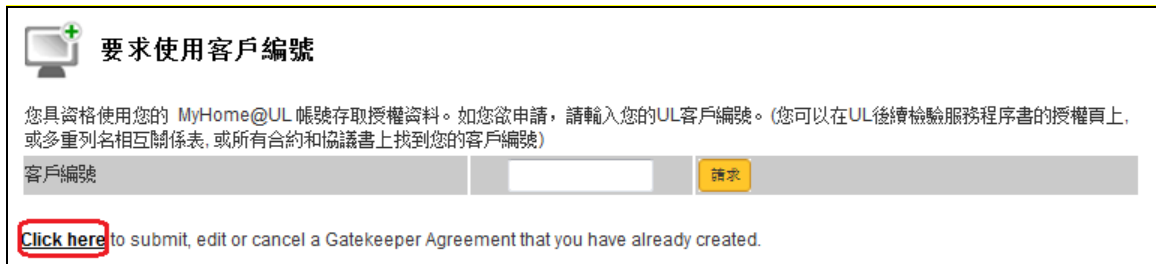 要求使用客戶編號
您具資格使用您的 MyHome@UL 帳號存取授權資料。如您欲申請，請輸入您的UL客戶編號。(您可以在UL後續檢驗服務程序書的授權頁上,
或多重列名相互關係表, 或所有合約和協議書上找到您的客戶編號)
客戶編號 請求
Click here to submit, edit or cancel a Gatekeeper Agreement that you have already created.